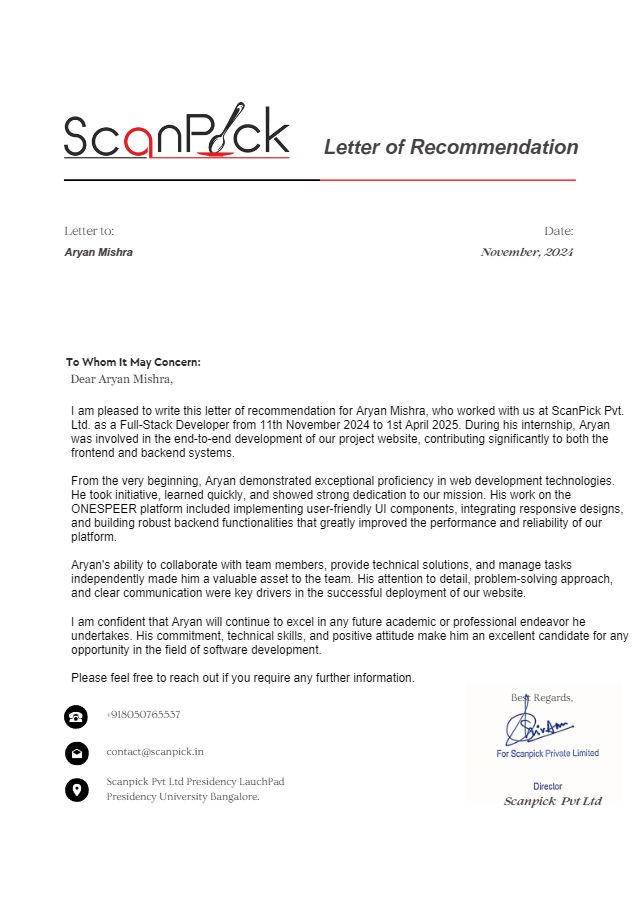 ScanPick
Letter of Recommendation
Letter to:
Date:
Aryan Mishra
November, 2024
To Whom It May Concern:
Dear Aryan Mishra,
I am pleased to write this letter of recommendation for Aryan Mishra, who worked with us at ScanPick Pvt.
Ltd. as a Full-Stack Developer from 11th November 2024 to 1st April 2025. During his internship, Aryan
was involved in the end-to-end development of our project website, contributing significantly to both the
frontend and backend systems.
From the very beginning, Aryan demonstrated exceptional proficiency in web development technologies.
He took initiative, learned quickly, and showed strong dedication to our mission. His work on the
ONESPEER platform included implementing user-friendly UI components, integrating responsive designs,
and building robust backend functionalities that greatly improved the performance and reliability of our
platform.
Aryan's ability to collaborate with team members, provide technical solutions, and manage tasks
independently made him a valuable asset to the team. His attention to detail, problem-solving approach,
and clear communication were key drivers in the successful deployment of our website.
I am confident that Aryan will continue to excel in any future academic or professional endeavor he
undertakes. His commitment, technical skills, and positive attitude make him an excellent candidate for any
opportunity in the field of software development.
Please feel free to reach out if you require any further information.
Best Regards,
+918050765537
For Scanpick Private Limited
contact@scanpick.in
Scanpick Pvt Ltd Presidency LauchPad
Presidency University Bangalore.
Director
Scanpick Pvt Ltd